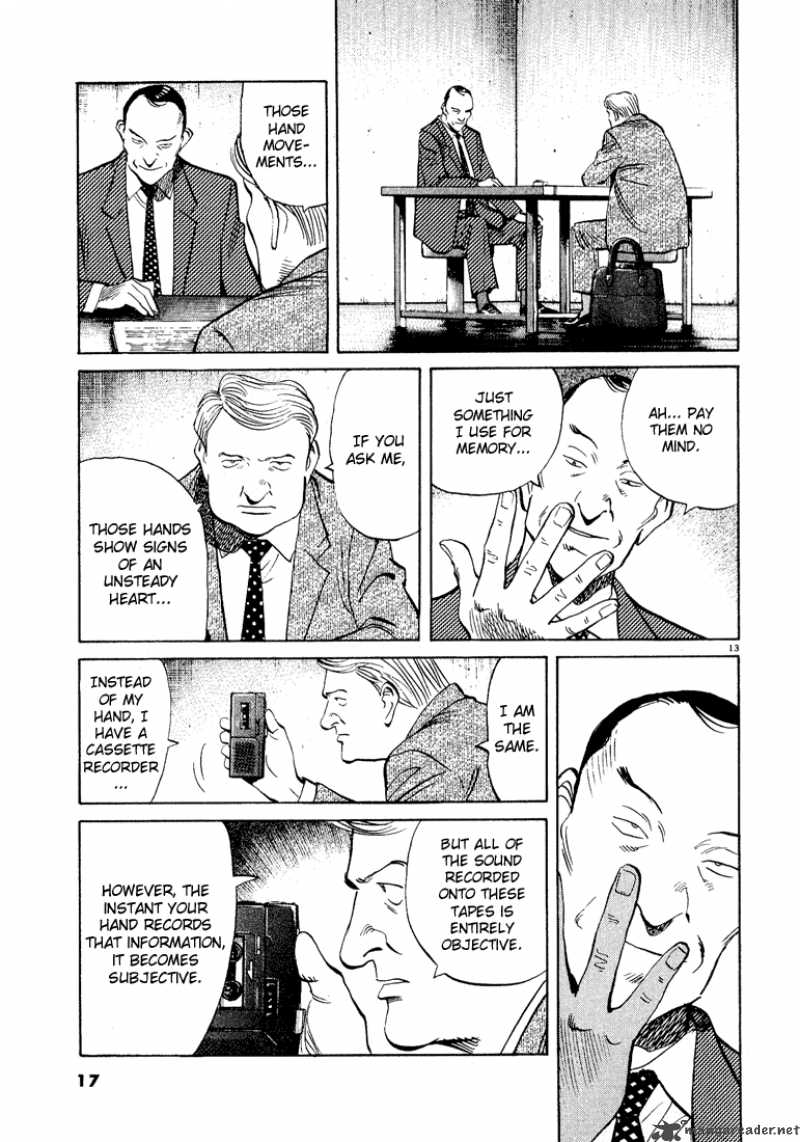 THOSE
HAND
MOVE-
MENTS...
AH... PAY
THEM NO
MIND.
JUST
SOMETHING
I USE FOR
MEMORY...
IF YOU
ASK ME,
THOSE HANDS
SHOW SIGNS
OF AN
UNSTEADY
HEART...
13
I AM
THE
SAME.
INSTEAD
OF MY
HAND, I
HAVE A
CASSETTE
RECORDER
...
BUT ALL OF
THE SOUND
RECORDED
ONTO THESE
TAPES IS
ENTIRELY
OBJECTIVE.
HOWEVER, THE
INSTANT YOUR
HAND RECORDS
THAT INFORMATION,
IT BECOMES
SUBJECTIVE.
17
mangareader.net